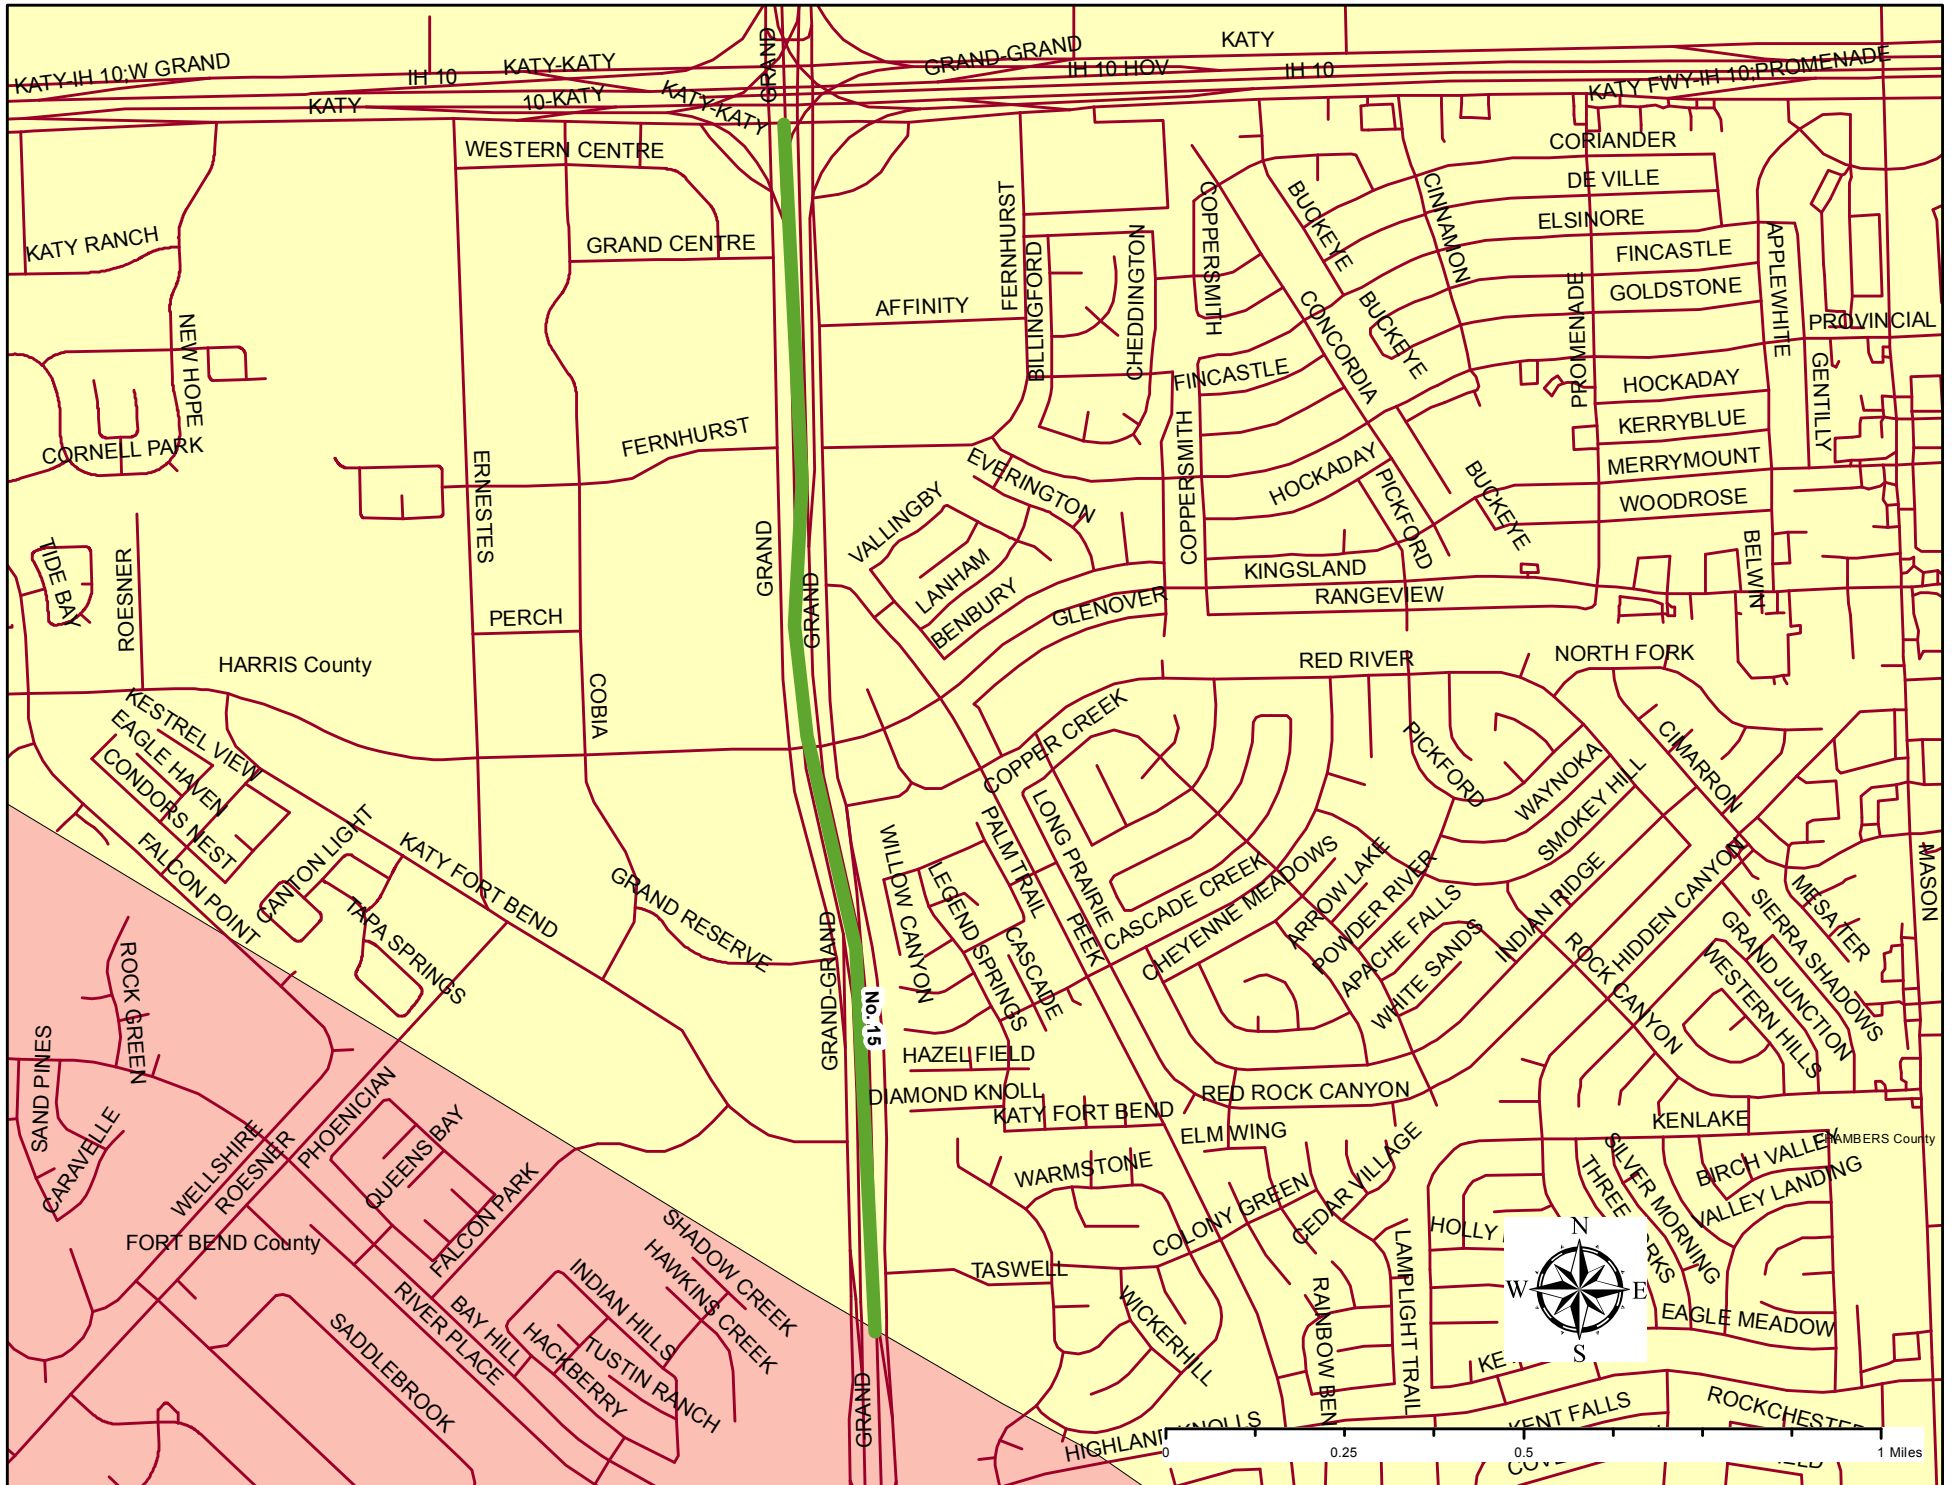 KATY
GRAND
GRAND-GRAND
KATY-IH 10;W GRAND
IH 10
KATY-KATY
IH 10 HOV
IH 10
KATY FWY-IH 10;PROMENADE
KATY
10-KATY
KATY-KATY
WESTERN CENTRE
CORIANDER
DE VILLE
ELSINORE
FINCASTLE
GOLDSTONE
PROVINCIAL
KATY RANCH
GRAND CENTRE
FERNHURST
BILLINGFORD
CHEDDINGTON
COPPERSMITH
BUCKEYE
CINNAMON
APPLEWHITE
AFFINITY
CONCORDIA
BUCKEYE
PROMENADE
NEW HOPE
GENTILLY
FINCASTLE
HOCKADAY
KERRYBLUE
MERRYMOUNT
WOODROSE
CORNELL PARK
FERNHURST
ERNESTES
EVERINGTON
COPPERSMITH
HOCKADAY
PICKFORD
BUCKEYE
VALLINGBY
LANHAM
BENBURY
GLENOVER
KINGSLAND
RANGEVIEW
BELWIN
GRAND
GRAND
TIDE BAY
ROESNER
PERCH
HARRIS County
RED RIVER
NORTH FORK
COBIA
KESTREL VIEW
EAGLE HAVEN
CONDORS NEST
COPPER CREEK
PICKFORD
WAYNOKA
SMOKEY HILL
CIMARRON
FALCON POINT
CANTON LIGHT
KATY FORT BEND
TAPA SPRINGS
GRAND RESERVE
WILLOW CANYON
LEGEND SPRINGS
PALM TRAIL
LONG PRAIRIE
PEEK
CASCADE
CASCADE CREEK
CHEYENNE MEADOWS
ARROW LAKE
POWDER RIVER
APACHE FALLS
WHITE SANDS
INDIAN RIDGE
ROCK CANYON
HIDDEN CANYON
MESA TER
SIERRA SHADOWS
GRAND JUNCTION
WESTERN HILLS
MASON
GRAND-GRAND
No. 15
ROCK GREEN
SAND PINES
CARAVELLE
HAZEL FIELD
DIAMOND KNOLL
KATY FORT BEND
RED ROCK CANYON
ELM WING
KENLAKE
CHAMBERS County
WELLSHIRE
ROESNER
PHOENICIAN
QUEENS BAY
FALCON PARK
FORT BEND County
WARMSTONE
COLONY GREEN
CEDAR VILLAGE
BIRCH VALLEY
VALLEY LANDING
SILVER MORNING
THREE
RKS
HOLLY
TASWELL
WICKERHILL
RAINBOW BEN
LAMPLIGHT TRAIL
EAGLE MEADOW
SHADOW CREEK
HAWKINS CREEK
INDIAN HILLS
TUSTIN RANCH
HACKBERRY
BAY HILL
RIVER PLACE
SADDLEBROOK
GRAND
N
W
E
S
KE
KENT FALLS
ROCKCHESTE
HIGHLAN
KNOLLS
0
0.25
0.5
1 Miles